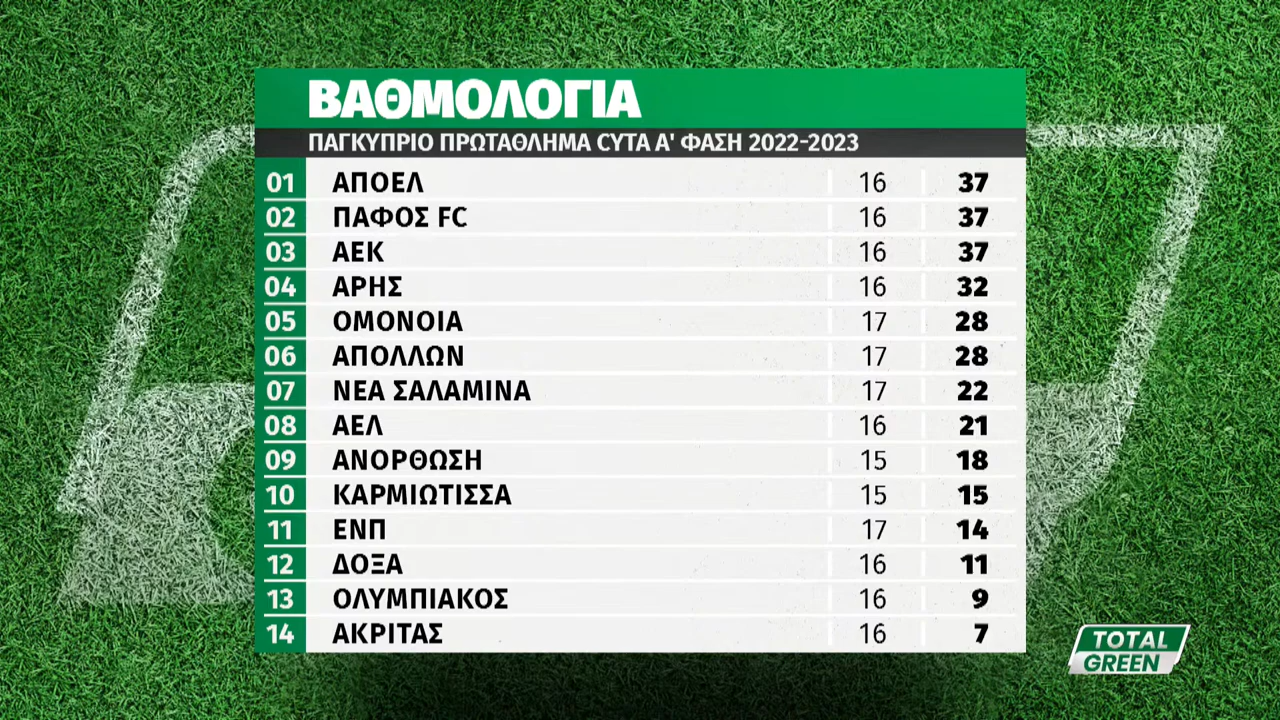 ΒΑΘΜΟΛΟΓΙΑ
ΠΑΓΚΥΠΡΙΟ ΠΡΩΤΑΘΛΗΜΑ CYTA Α' ΦΑΣΗ 2022-2023
01 ΑΠΟΕΛ 16 37
02 ΠΑΦΟΣ FC 16 37
03 ΑΕΚ 16 37
04 ΑΡΗΣ 16 32
05 ΟΜΟΝΟΙΑ 17 28
06 ΑΠΟΛΛΩΝ 17 28
07 ΝΕΑ ΣΑΛΑΜΙΝΑ 17 22
08 ΑΕΛ 16 21
09 ΑΝΟΡΘΩΣΗ 15 18
10 ΚΑΡΜΙΩΤΙΣΣΑ 15 15
11 ΕΝΠ 17 14
12 ΔΟΞΑ 16 11
13 ΟΛΥΜΠΙΑΚΟΣ 16 9
14 ΑΚΡΙΤΑΣ 16 7
TOTAL
GREEN